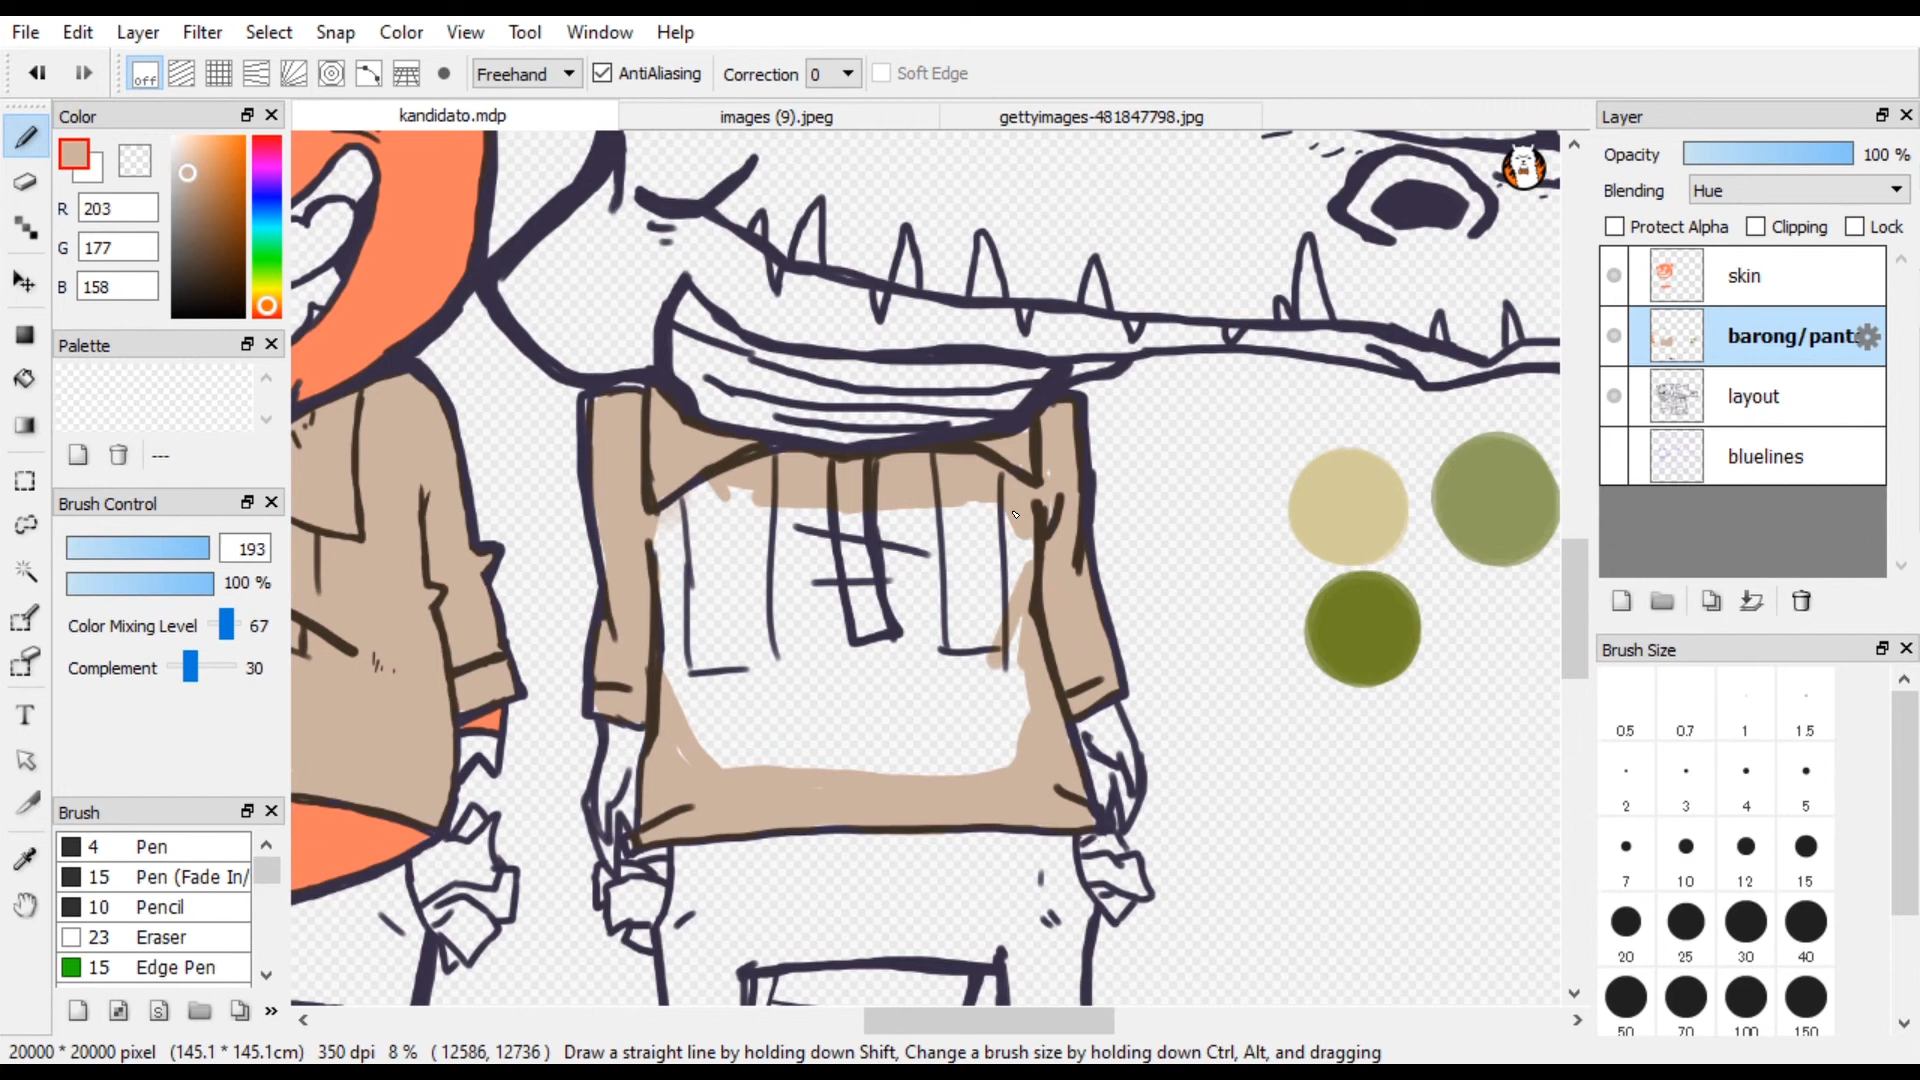 File Edit Layer Filter Select Snap Color View Tool Window Help
off Freehand AntiAliasing Correction 0 Soft Edge
Color
R 203
G 177
B 158
Palette
---
Brush Control
193
100 %
Color Mixing Level 67
Complement 30
Brush
4 Pen
15 Pen (Fade In/
10 Pencil
23 Eraser
15 Edge Pen
S
kandidato.mdp images (9).jpeg gettyimages-481847798.jpg
Layer
Opacity 100 %
Blending Hue
Protect Alpha Clipping Lock
skin
barong/pant
layout
bluelines
Brush Size
0.5 0.7 1 1.5
2 3 4 5
7 10 12 15
20 25 30 40
50 70 100 150
20000 * 20000 pixel (145.1 * 145.1cm) 350 dpi 8 % ( 12586, 12736 ) Draw a straight line by holding down Shift, Change a brush size by holding down Ctrl, Alt, and dragging